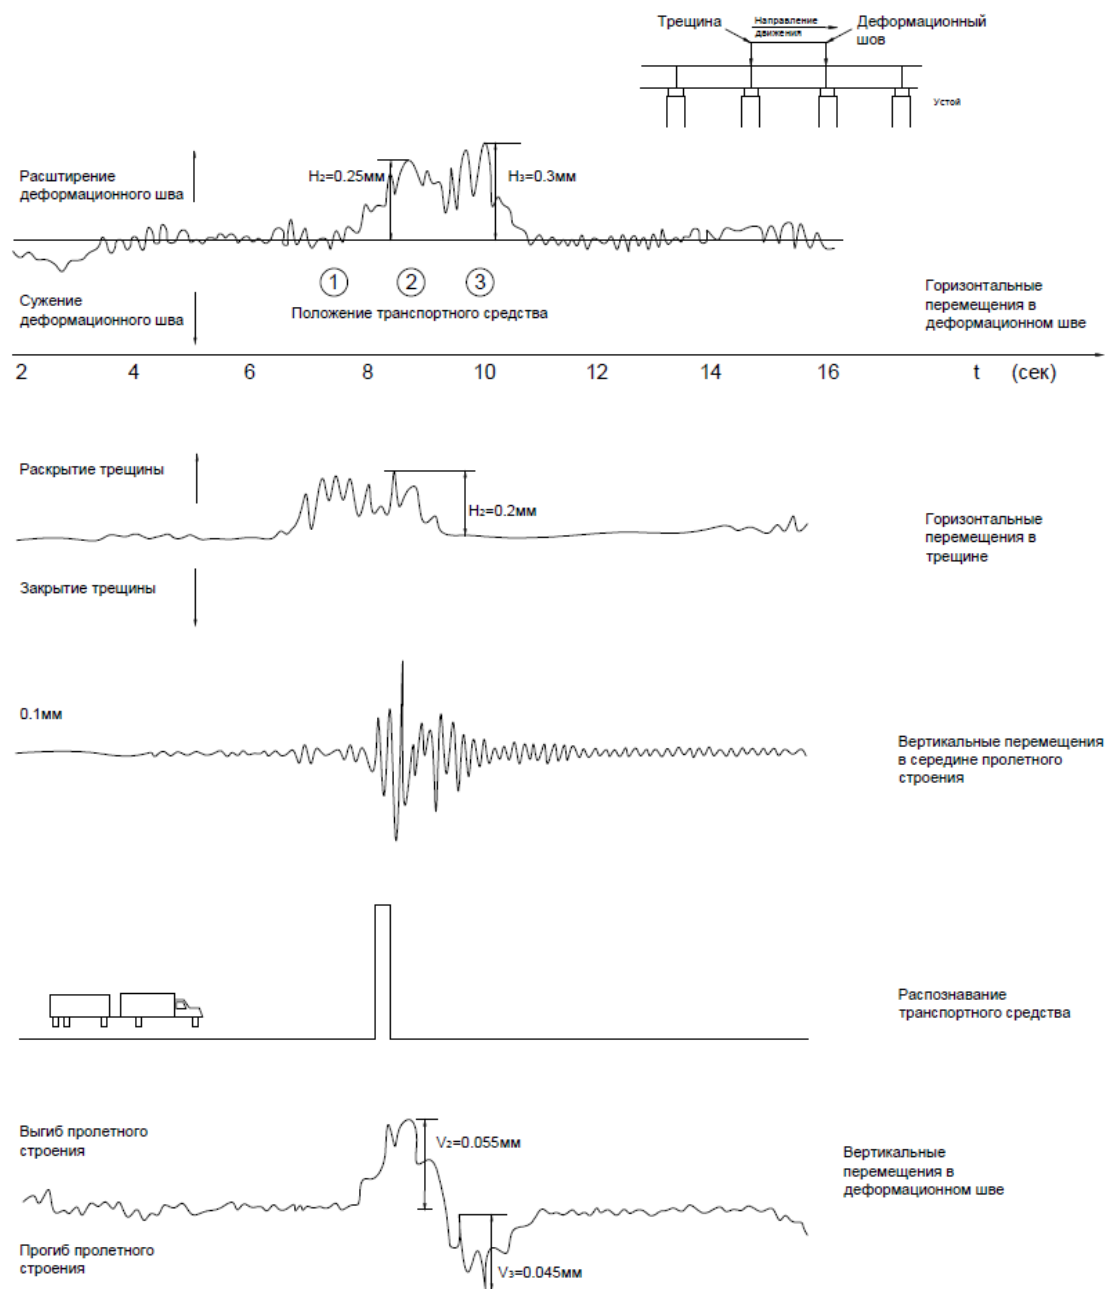 Трещина
Направление
движения
Деформационный
шов
Устой
Расштирение
деформационного шва
H2=0.25мм
H3=0.3мм
1
2
3
Положение транспортного средства
Сужение
деформационного шва
Горизонтальные
перемещения в
деформационном шве
2 4 6 8 10 12 14 16 t (сек)
Раскрытие трещины
H2=0.2мм
Горизонтальные
перемещения в
трещине
Закрытие трещины
0.1мм
Вертикальные перемещения
в середине пролетного
строения
Распознавание
транспортного средства
Выгиб пролетного
строения
V2=0.055мм
Вертикальные
перемещения в
деформационном шве
Прогиб пролетного
строения
V3=0.045мм